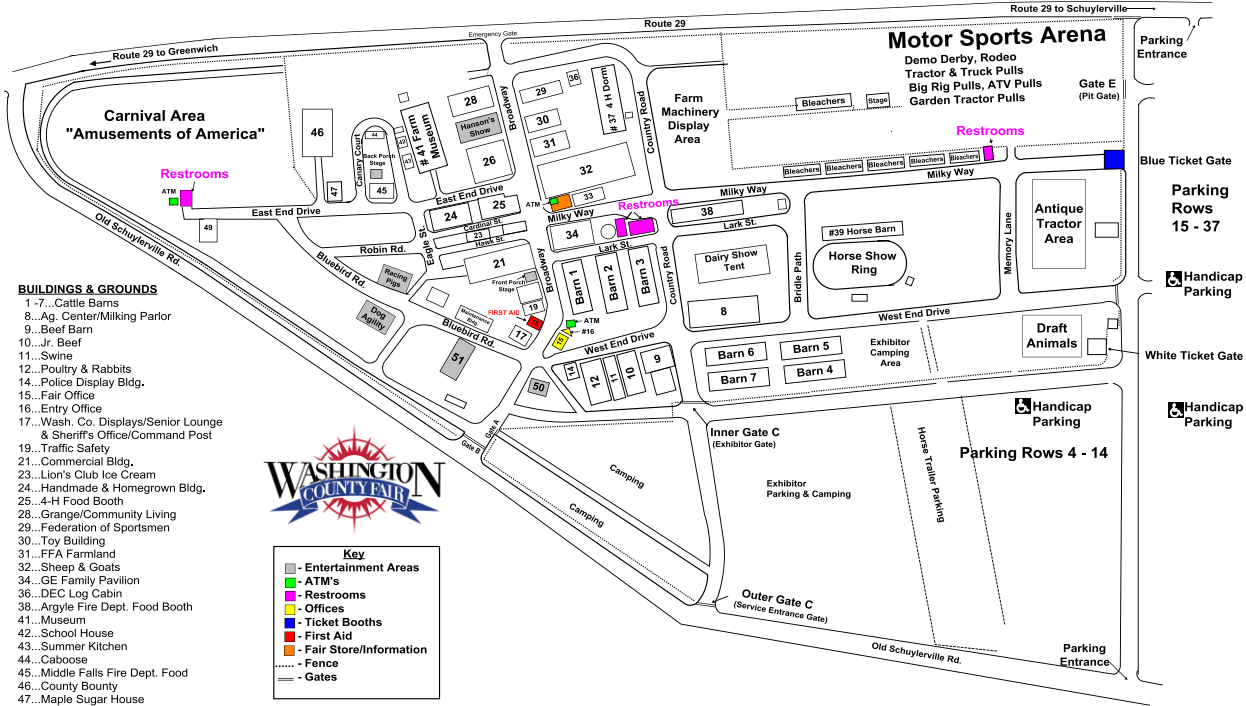 Route 29 to Schuylerville
Route 29
Emergency Gate
Route 29 to Greenwich
Motor Sports Arena
Demo Derby, Rodeo
Tractor & Truck Pulls
Big Rig Pulls, ATV Pulls
Garden Tractor Pulls
Parking
Entrance
Gate E
(Pit Gate)
Carnival Area
"Amusements of America"
Restrooms
ATM
49
46
47
Canary Court
44
Back Porch
Stage
45
42
43
# 41 Farm
Museum
28
Hanson's
Show
26
Broadway
29
36
30
31
# 37 4 H Dorm
Country Road
32
33
ATM
Farm
Machinery
Display
Area
Bleachers
Stage
Restrooms
Bleachers
Bleachers
Bleachers
Bleachers
Bleachers
Milky Way
Blue Ticket Gate
Parking
Rows
15 - 37
East End Drive
East End Drive
24
25
Cardinal St.
23
Hawk St.
Eagle St.
Robin Rd.
Bluebird Rd.
Old Schuylerville Rd.
Milky Way
Restrooms
34
Lark St.
Milky Way
38
Lark St.
#39 Horse Barn
Horse Show
Ring
Bridle Path
Memory Lane
Antique
Tractor
Area
21
Front Porch
Stage
19
Broadway
Barn 1
Barn 2
Barn 3
Country Road
Dairy Show
Tent
8
Racing
Pigs
Dog
Agility
Maintenance
Bldg.
FIRST AID
18
17
ATM
#16
15
Bluebird Rd.
51
50
West End Drive
West End Drive
14
12
11
10
9
Barn 6
Barn 5
Barn 7
Barn 4
Exhibitor
Camping
Area
Draft
Animals
Handicap
Parking
White Ticket Gate
Handicap
Parking
Handicap
Parking
Parking Rows 4 - 14
Inner Gate C
(Exhibitor Gate)
Gate A
Gate B
Camping
Camping
Exhibitor
Parking & Camping
Horse Trailer Parking
Outer Gate C
(Service Entrance Gate)
Old Schuylerville Rd.
Parking
Entrance
BUILDINGS & GROUNDS
1 -7...Cattle Barns
8...Ag. Center/Milking Parlor
9...Beef Barn
10...Jr. Beef
11...Swine
12...Poultry & Rabbits
14...Police Display Bldg.
15...Fair Office
16...Entry Office
17...Wash. Co. Displays/Senior Lounge
& Sheriff's Office/Command Post
19...Traffic Safety
21...Commercial Bldg.
23...Lion's Club Ice Cream
24...Handmade & Homegrown Bldg.
25...4-H Food Booth
28...Grange/Community Living
29...Federation of Sportsmen
30...Toy Building
31...FFA Farmland
32...Sheep & Goats
34...GE Family Pavilion
36...DEC Log Cabin
38...Argyle Fire Dept. Food Booth
41...Museum
42...School House
43...Summer Kitchen
44...Caboose
45...Middle Falls Fire Dept. Food
46...County Bounty
47...Maple Sugar House
WASHINGTON
COUNTY FAIR
Key
- Entertainment Areas
- ATM's
- Restrooms
- Offices
- Ticket Booths
- First Aid
- Fair Store/Information
- Fence
- Gates